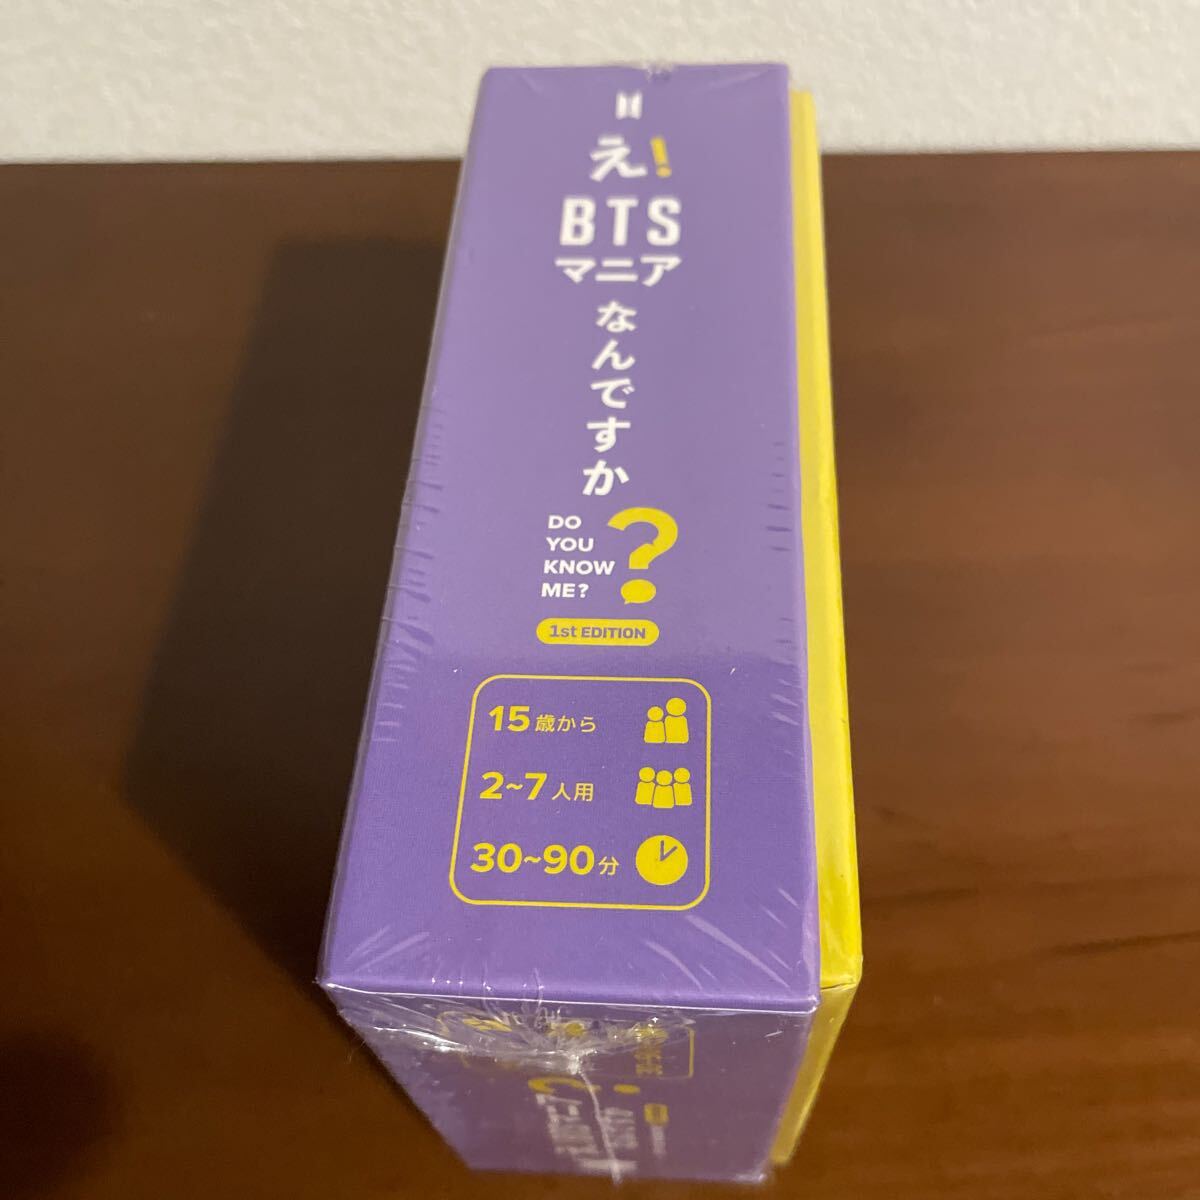 え!
BTS
マニア
なんですか
?
DO
YOU
KNOW
ME?
1st EDITION
15歳から
2~7人用
30~90分